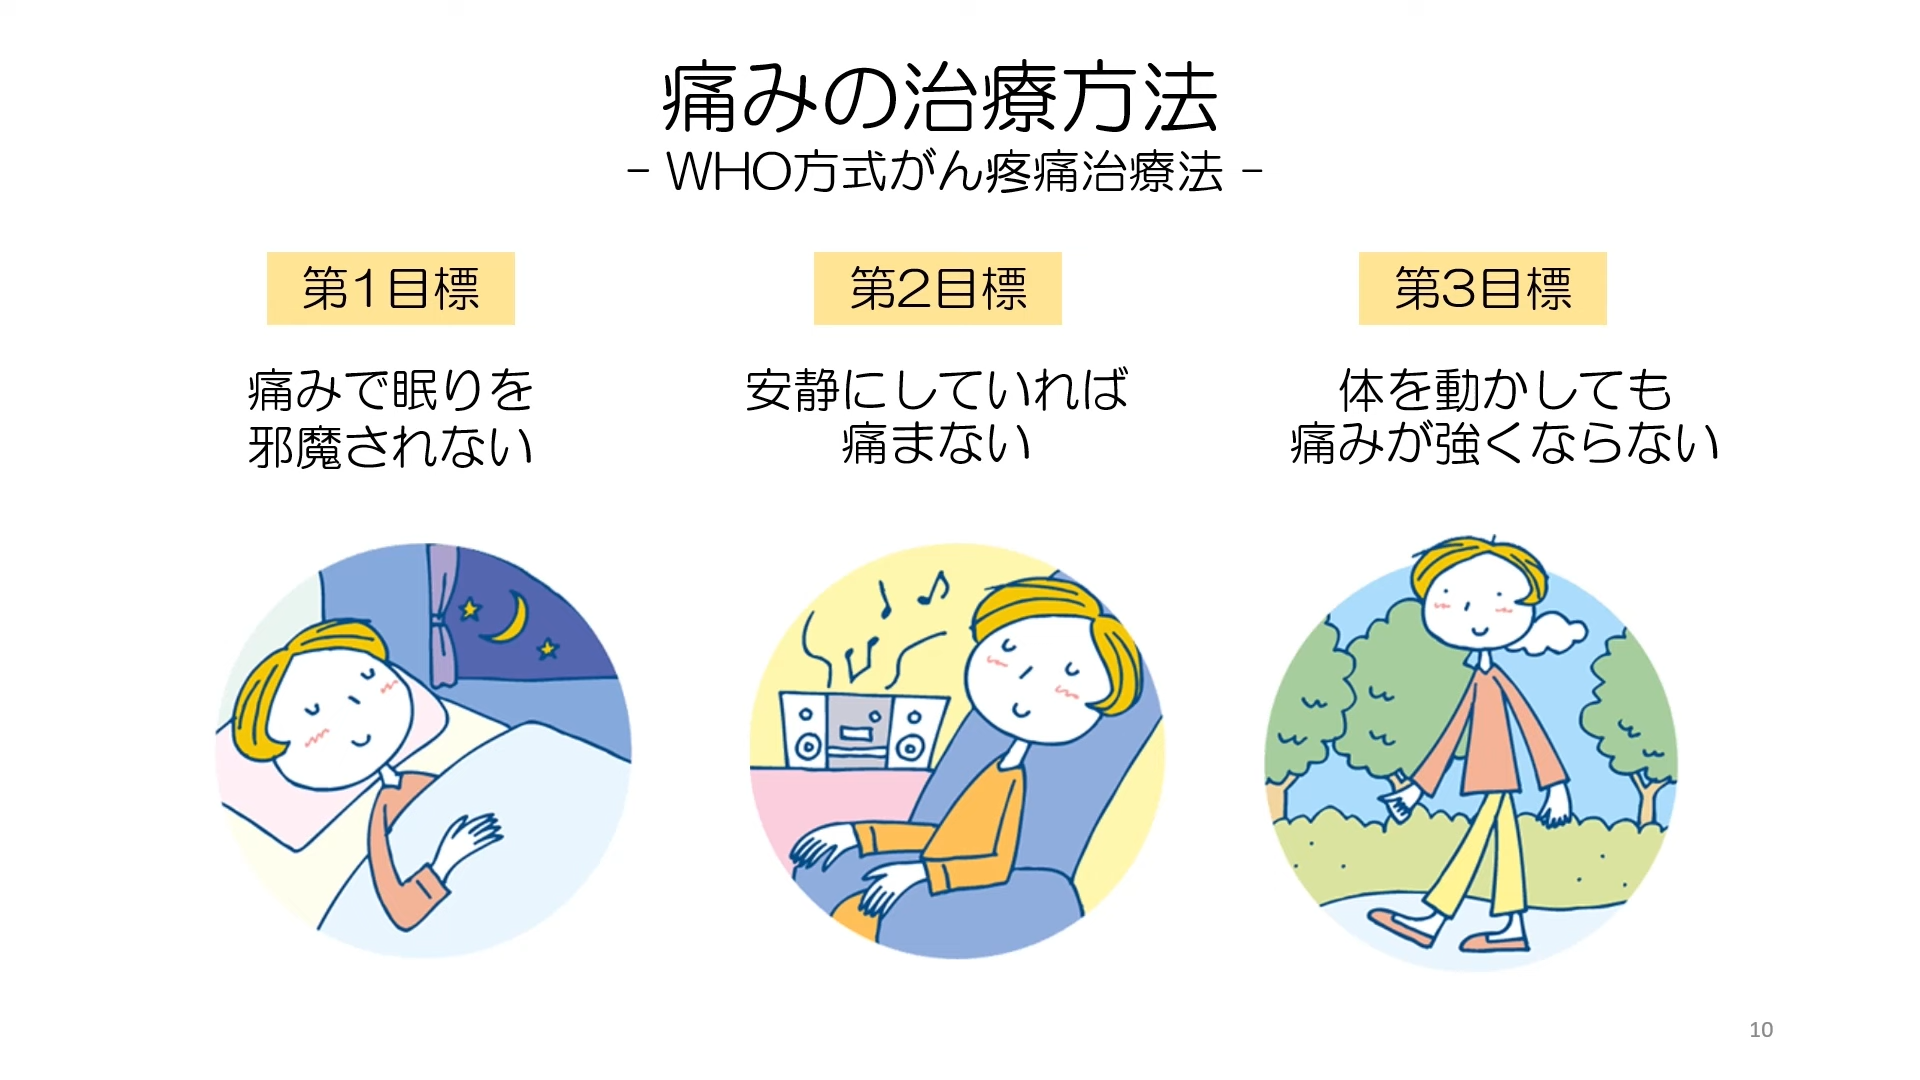 痛みの治療方法
- WHO方式がん疼痛治療法 -
第1目標
痛みで眠りを
邪魔されない
第2目標
安静にしていれば
痛まない
第3目標
体を動かしても
痛みが強くならない
10